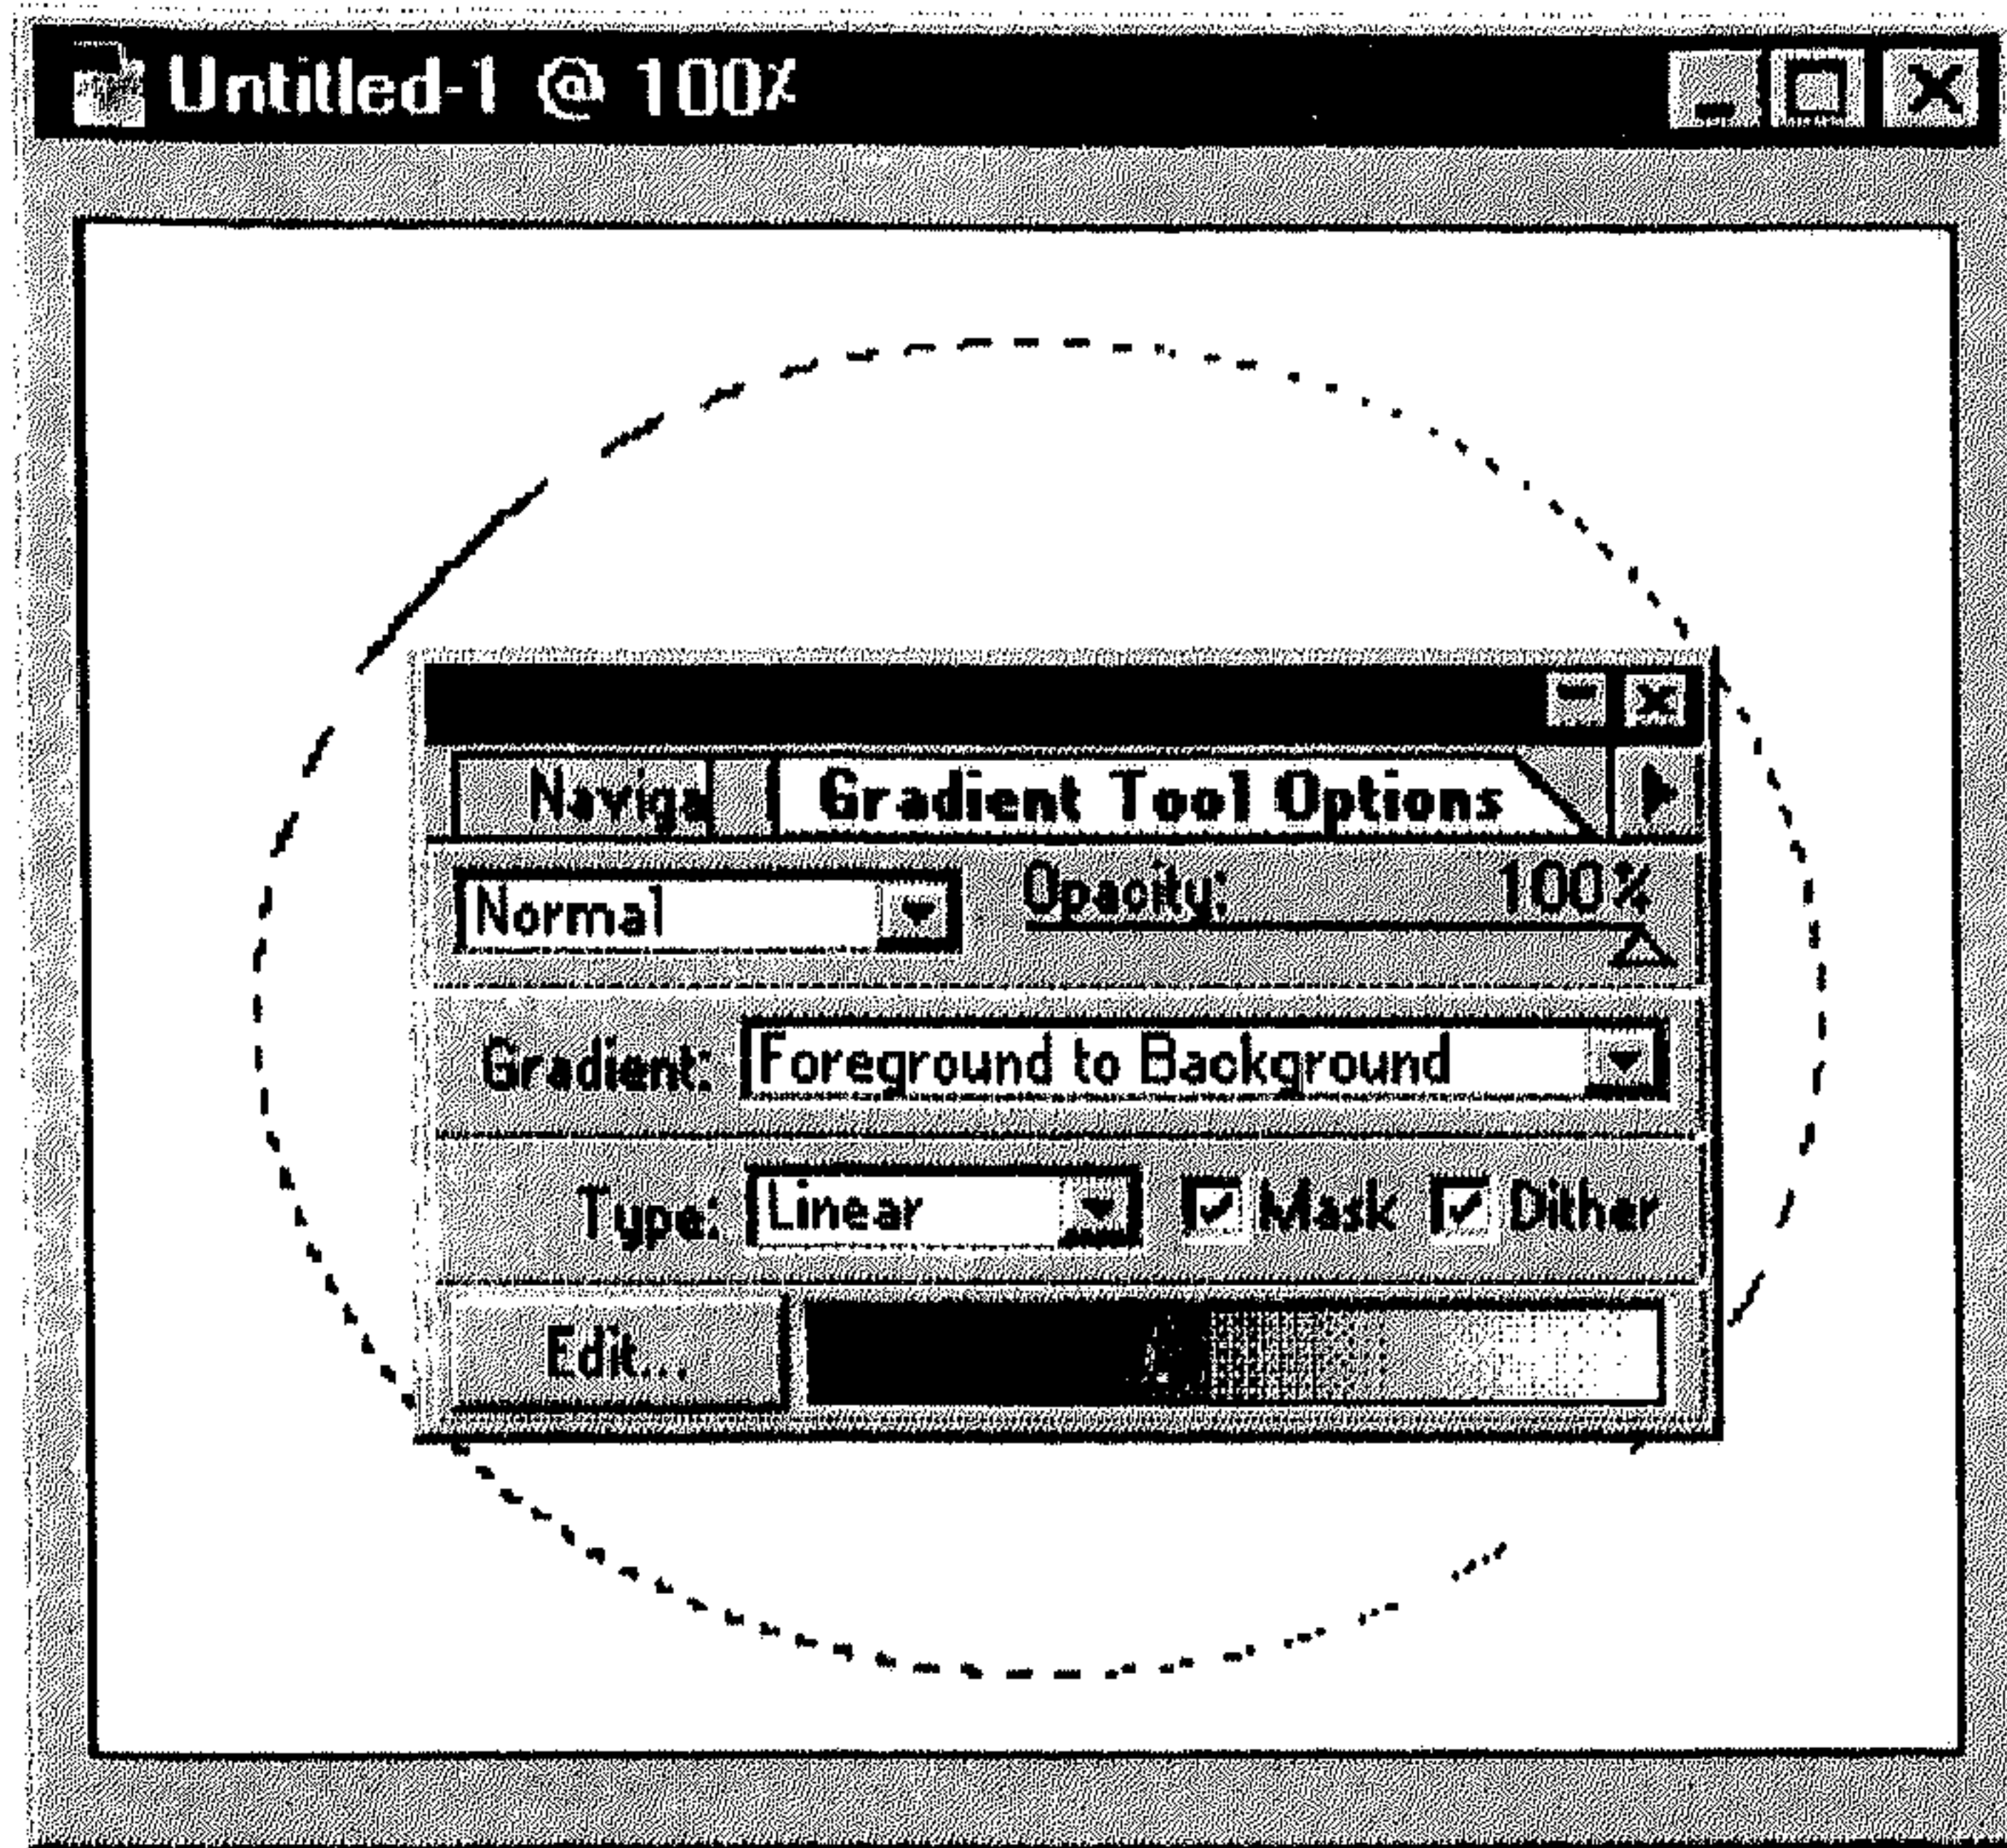 Untitled-1 @ 100%
Naviga
Gradient Tool Options
Normal
Opacity: 100%
Gradient: Foreground to Background
Type: Linear Mask Dither
Edit...